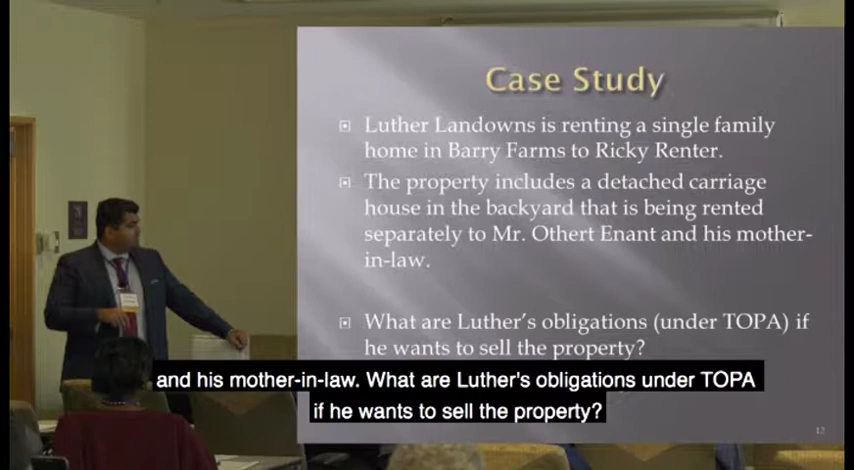 Case Study
Luther Landowns is renting a single family
home in Barry Farms to Ricky Renter.
The property includes a detached carriage
house in the backyard that is being rented
separately to Mr. Othert Enant and his mother-
in-law.
What are Luther's obligations (under TOPA) if
he wants to sell the property?
and his mother-in-law. What are Luther's obligations under TOPA
if he wants to sell the property?
12